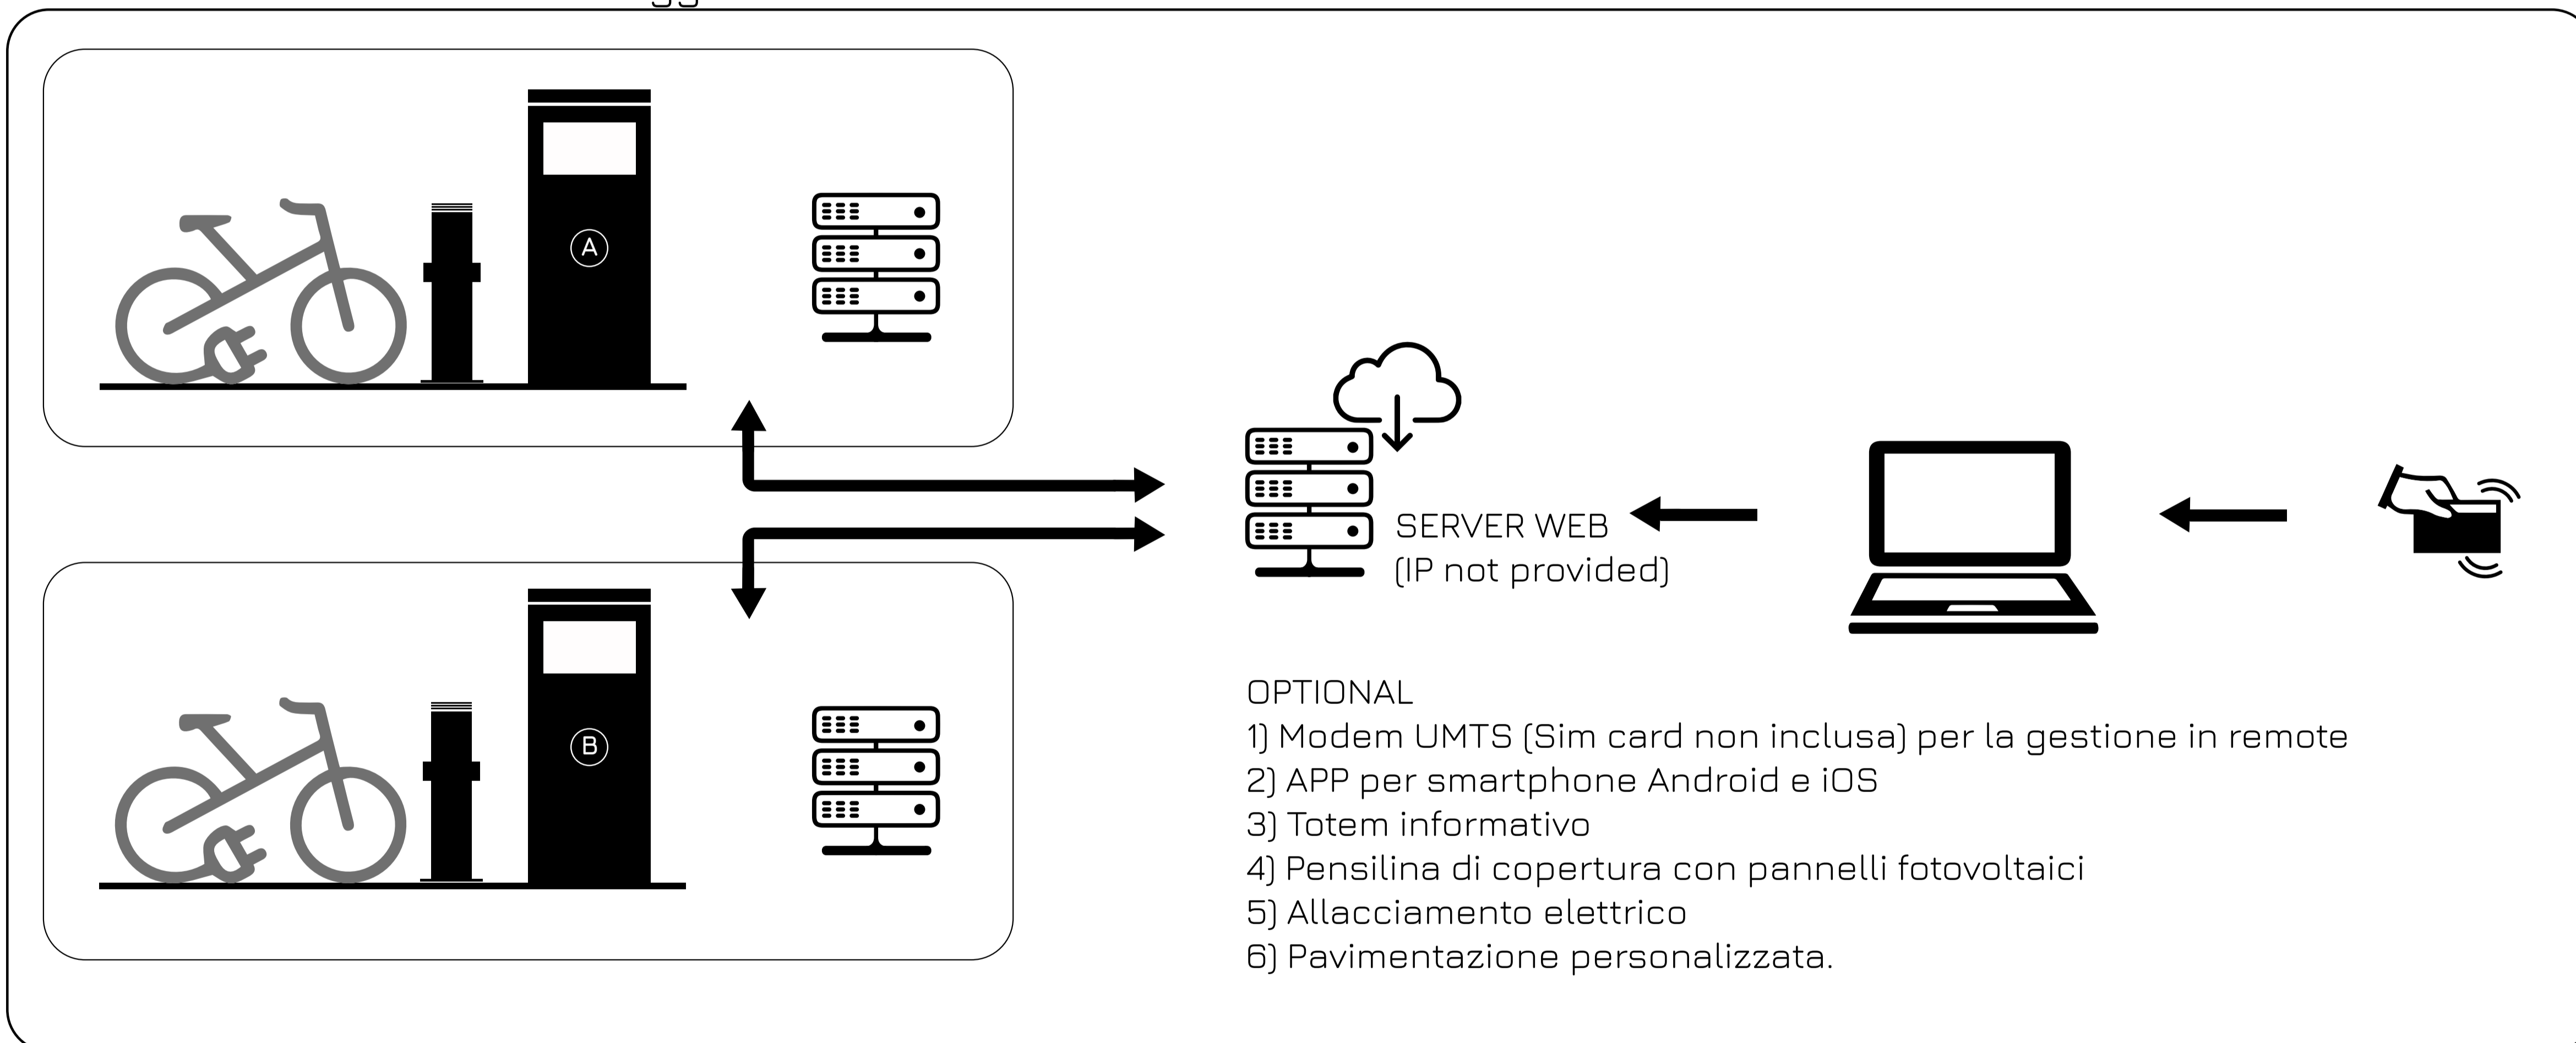 A
SERVER WEB
(IP not provided)
B
OPTIONAL
1) Modem UMTS (Sim card non inclusa) per la gestione in remote
2) APP per smartphone Android e iOS
3) Totem informativo
4) Pensilina di copertura con pannelli fotovoltaici
5) Allacciamento elettrico
6) Pavimentazione personalizzata.